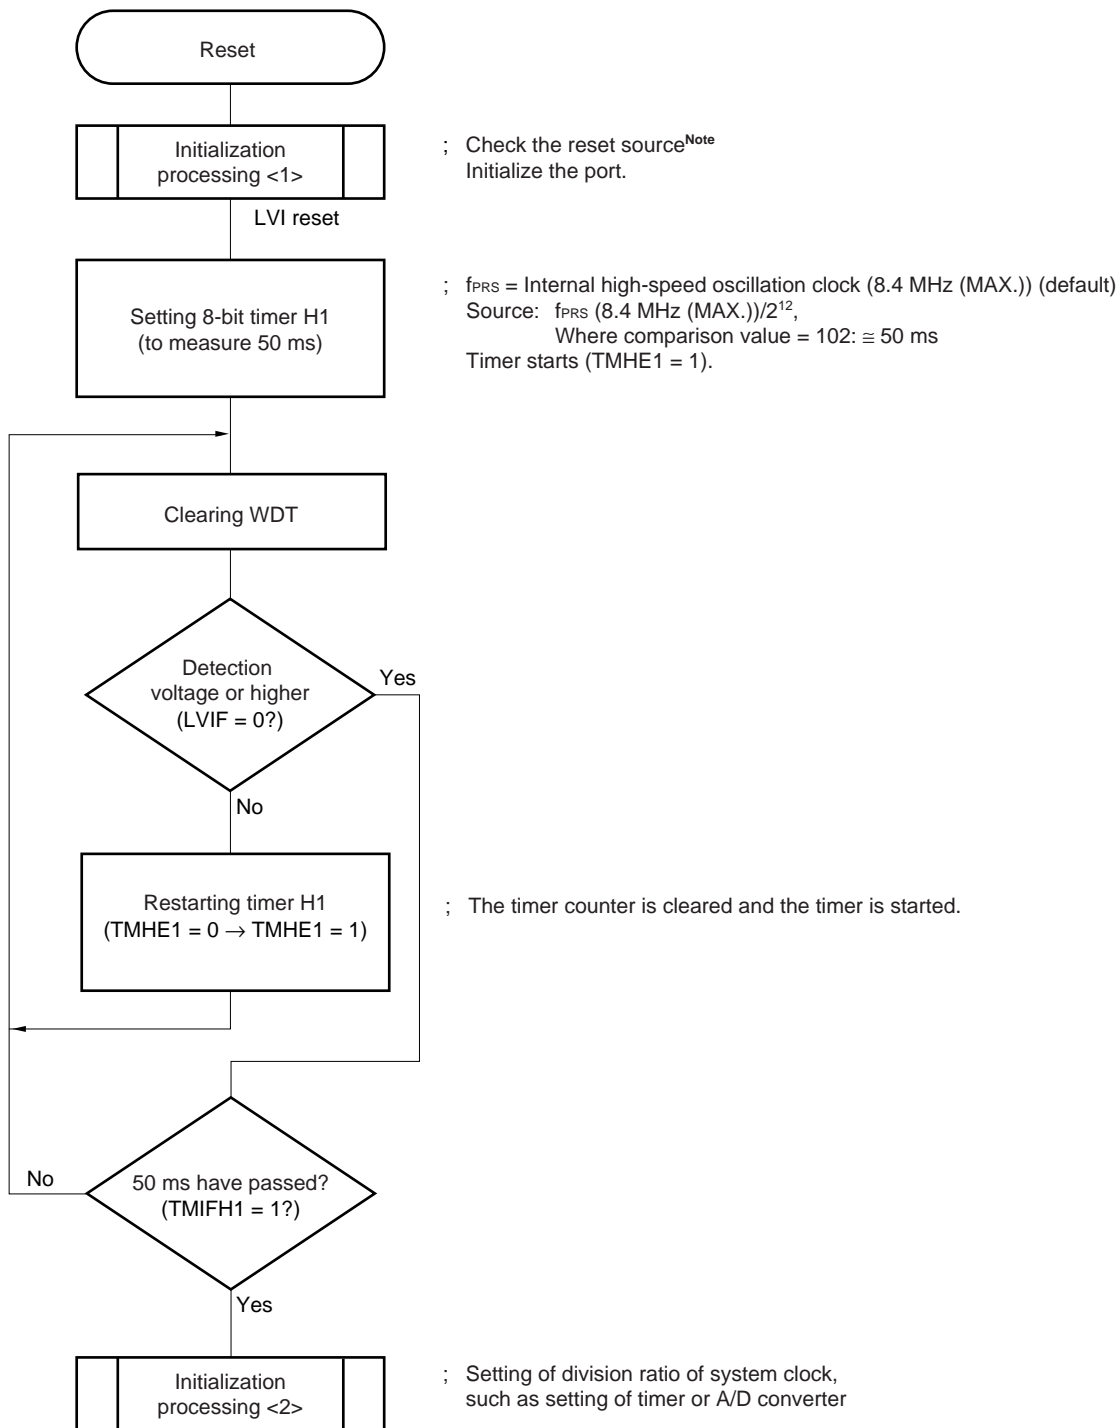 Reset
Initialization
processing <1>
; Check the reset source^Note
Initialize the port.
LVI reset
Setting 8-bit timer H1
(to measure 50 ms)
; fPRS = Internal high-speed oscillation clock (8.4 MHz (MAX.)) (default)
Source: fPRS (8.4 MHz (MAX.))/2^12,
Where comparison value = 102: ≅ 50 ms
Timer starts (TMHE1 = 1).
Clearing WDT
Detection
voltage or higher
(LVIF = 0?)
Yes
No
Restarting timer H1
(TMHE1 = 0 → TMHE1 = 1)
; The timer counter is cleared and the timer is started.
50 ms have passed?
(TMIFH1 = 1?)
No
Yes
Initialization
processing <2>
; Setting of division ratio of system clock,
such as setting of timer or A/D converter